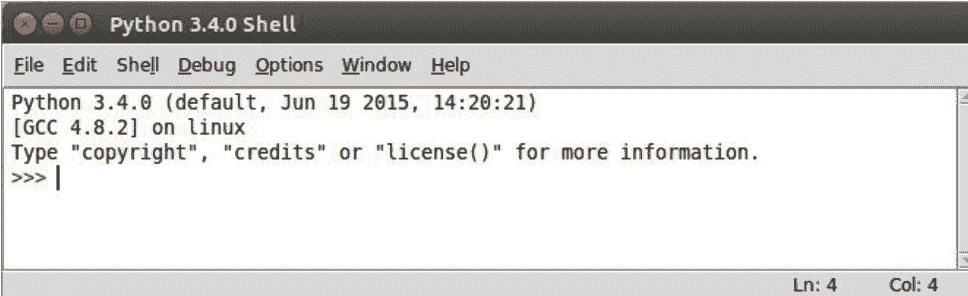 Python 3.4.0 Shell
File Edit Shell Debug Options Window Help
Python 3.4.0 (default, Jun 19 2015, 14:20:21)
[GCC 4.8.2] on linux
Type "copyright", "credits" or "license()" for more information.
>>>
Ln: 4 Col: 4